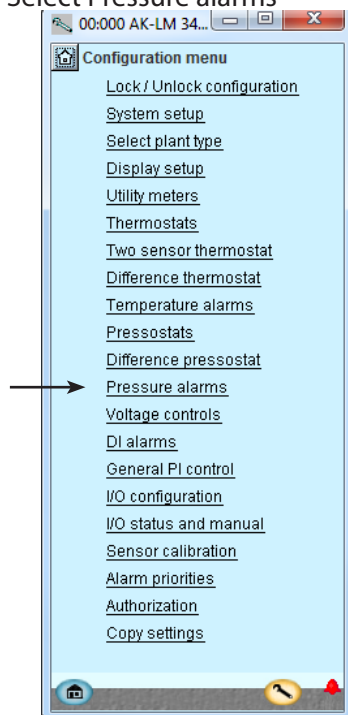 Select Pressure alarms
00:000 AK-LM 34...
Configuration menu
Lock / Unlock configuration
System setup
Select plant type
Display setup
Utility meters
Thermostats
Two sensor thermostat
Difference thermostat
Temperature alarms
Pressostats
Difference pressostat
Pressure alarms
Voltage controls
DI alarms
General PI control
I/O configuration
I/O status and manual
Sensor calibration
Alarm priorities
Authorization
Copy settings